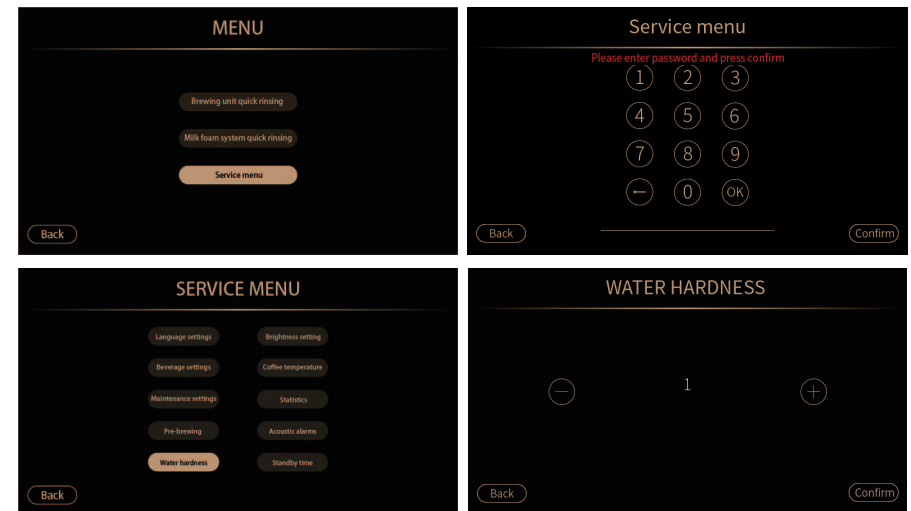 MENU
Brewing unit quick rinsing
Milk foam system quick rinsing
Service menu
Back
Service menu
Please enter password and press confirm
1 2 3
4 5 6
7 8 9
← 0 OK
Back Confirm
SERVICE MENU
Language settings Brightness setting
Beverage settings Coffee temperature
Maintenance settings Statistics
Pre-brewing Acoustic alarms
Water hardness Standby time
Back
WATER HARDNESS
− 1 +
Back Confirm